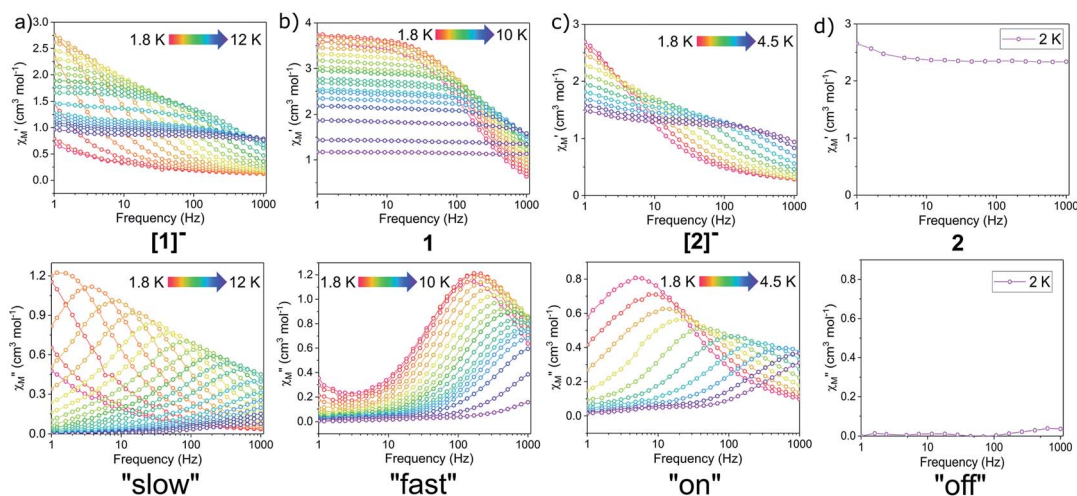 a)
3.0
2.5
2.0
1.5
1.0
0.5
0.0
χM' (cm³ mol⁻¹)
1.8 K 12 K
1 10 100 1000
Frequency (Hz)
[1]⁻
b)
4
3
2
1
χM' (cm³ mol⁻¹)
1.8 K 10 K
1 10 100 1000
Frequency (Hz)
1
c)
3
2
1
0
χM' (cm³ mol⁻¹)
1.8 K 4.5 K
1 10 100 1000
Frequency (Hz)
[2]⁻
d)
3
2
1
0
χM' (cm³ mol⁻¹)
2 K
1 10 100 1000
Frequency (Hz)
2
1.2
0.9
0.6
0.3
0.0
χM'' (cm³ mol⁻¹)
1.8 K 12 K
1 10 100 1000
Frequency (Hz)
"slow"
1.2
1.0
0.8
0.6
0.4
0.2
0.0
χM'' (cm³ mol⁻¹)
1.8 K 10 K
1 10 100 1000
Frequency (Hz)
"fast"
0.8
0.6
0.4
0.2
0.0
χM'' (cm³ mol⁻¹)
1.8 K 4.5 K
1 10 100 1000
Frequency (Hz)
"on"
0.8
0.6
0.4
0.2
0.0
χM'' (cm³ mol⁻¹)
2 K
1 10 100 1000
Frequency (Hz)
"off"